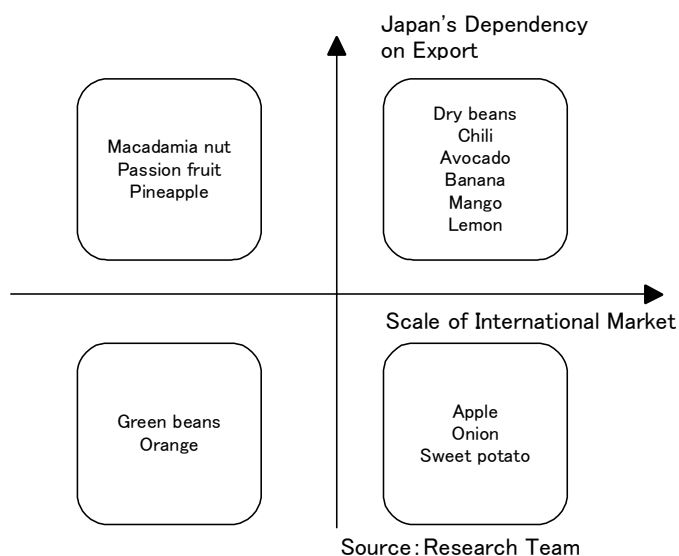 Japan's Dependency
on Export
Macadamia nut
Passion fruit
Pineapple
Dry beans
Chili
Avocado
Banana
Mango
Lemon
Scale of International Market
Green beans
Orange
Apple
Onion
Sweet potato
Source:Research Team